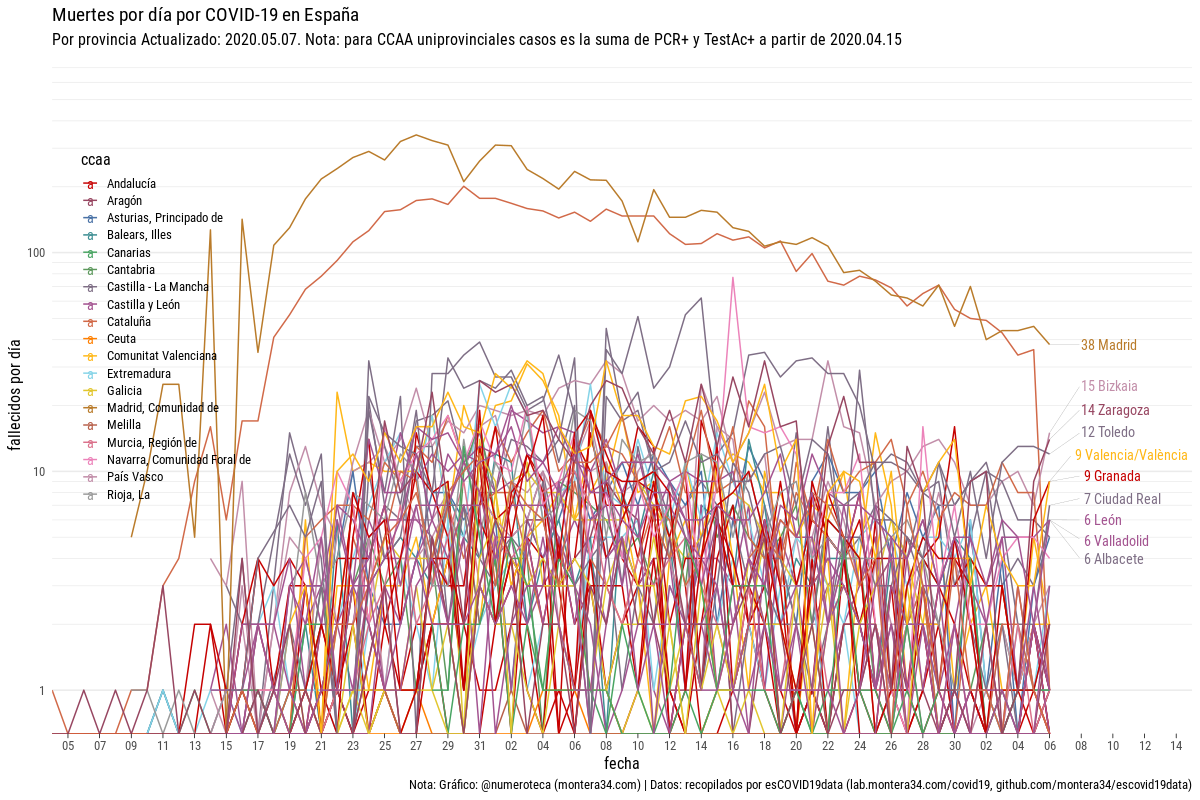 Muertes por día por COVID-19 en España
Por provincia Actualizado: 2020.05.07. Nota: para CCAA uniprovinciales casos es la suma de PCR+ y TestAc+ a partir de 2020.04.15
fallecidos por día
100
10
1
ccaa
a Andalucía
a Aragón
a Asturias, Principado de
a Balears, Illes
a Canarias
a Cantabria
a Castilla - La Mancha
a Castilla y León
a Cataluña
a Ceuta
a Comunitat Valenciana
a Extremadura
a Galicia
a Madrid, Comunidad de
a Melilla
a Murcia, Región de
a Navarra, Comunidad Foral de
a País Vasco
a Rioja, La
38 Madrid
15 Bizkaia
14 Zaragoza
12 Toledo
9 Valencia/València
9 Granada
7 Ciudad Real
6 León
6 Valladolid
6 Albacete
05 07 09 11 13 15 17 19 21 23 25 27 29 31 02 04 06 08 10 12 14 16 18 20 22 24 26 28 30 02 04 06 08 10 12 14
fecha
Nota: Gráfico: @numeroteca (montera34.com) | Datos: recopilados por esCOVID19data (lab.montera34.com/covid19, github.com/montera34/escovid19data)